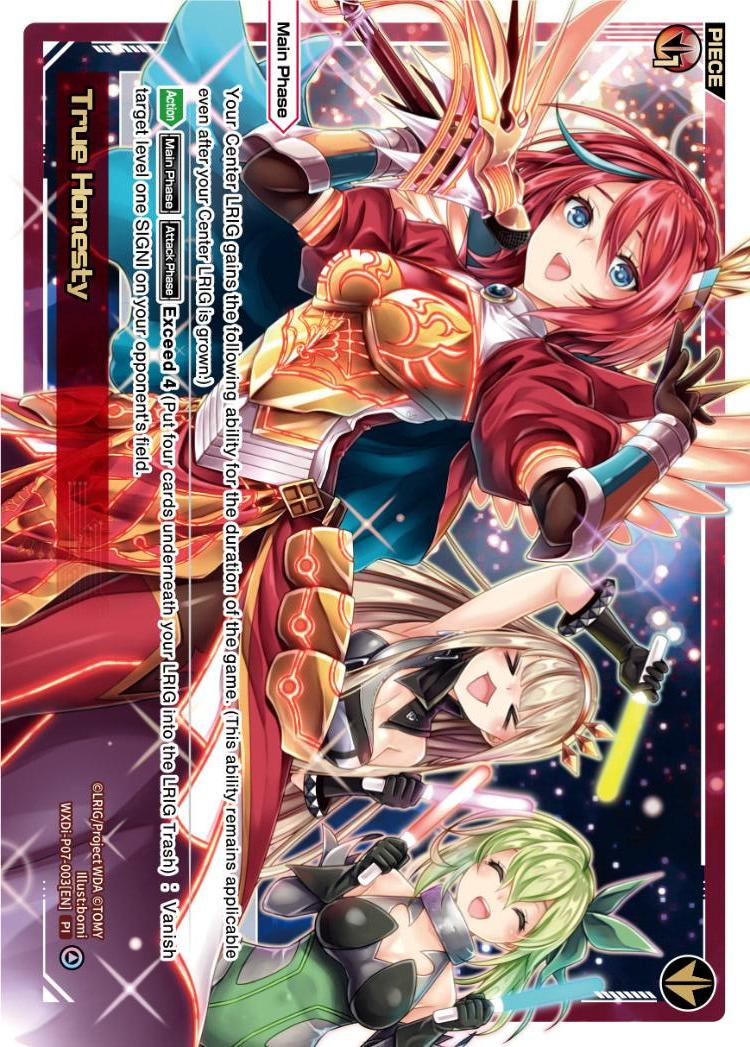 PIECE
Main Phase
Your Center LRIG gains the following ability for the duration of the game. (This ability remains applicable
even after your Center LRIG is grown)
Action Main Phase Attack Phase Exceed 4 (Put four cards underneath your LRIG into the LRIG Trash) : Vanish
target level one SIGNI on your opponent's field.
True Honesty
©LRIG/Project WDA ©TOMY
Illust:bomi
WXDi-P07-003[EN] PI